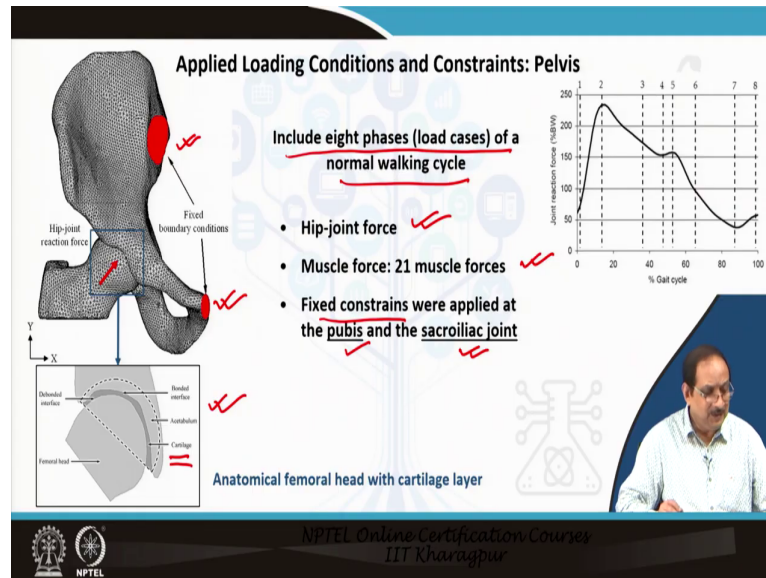 Applied Loading Conditions and Constraints: Pelvis
Include eight phases (load cases) of a
normal walking cycle
• Hip-joint force
• Muscle force: 21 muscle forces
• Fixed constrains were applied at
the pubis and the sacroiliac joint
Hip-joint
reaction force
Fixed
boundary conditions
Y
X
Debonded
interface
Bonded
interface
Acetabulum
Cartilage
Femoral head
Anatomical femoral head with cartilage layer
1 2 3 4 5 6 7 8
Joint reaction force (%BW)
250
200
150
100
50
0
0 20 40 60 80 100
% Gait cycle
NPTEL Online Certification Courses
IIT Kharagpur
NPTEL